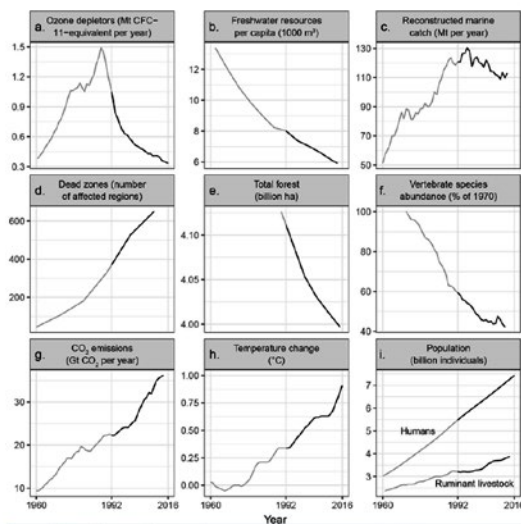 a. Ozone depletors (Mt CFC-
11-equivalent per year)
1.5
1.2
0.9
0.6
0.3
b. Freshwater resources
per capita (1000 m³)
12
10
8
6
c. Reconstructed marine
catch (Mt per year)
130
110
90
70
50
d. Dead zones (number
of affected regions)
600
400
200
e. Total forest
(billion ha)
4.10
4.05
4.00
f. Vertebrate species
abundance (% of 1970)
100
80
60
40
g. CO₂ emissions
(Gt CO₂ per year)
30
20
10
1960 1992 2016
h. Temperature change
(°C)
1.00
0.75
0.50
0.25
0.00
1960 1992 2016
i. Population
(billion individuals)
7
6
5
4
3
Humans
Ruminant livestock
1960 1992 2016
Year